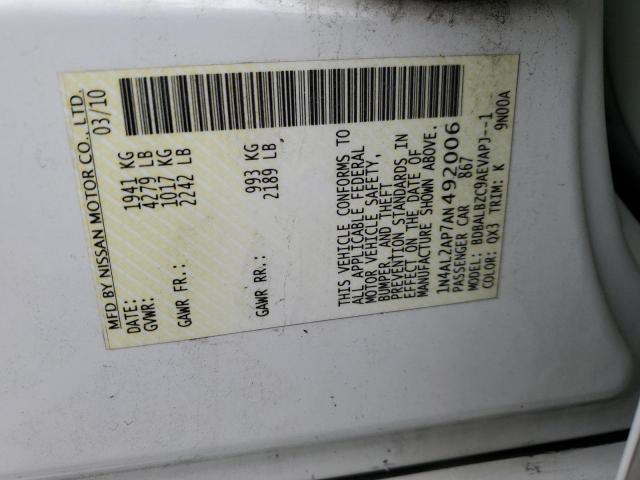 MFD BY NISSAN MOTOR CO., LTD.
DATE: 03/10
GVWR: 1941 KG
4279 LB
GAWR FR.: 1017 KG
2242 LB
GAWR RR.: 993 KG
2189 LB
THIS VEHICLE CONFORMS TO
ALL APPLICABLE FEDERAL
MOTOR VEHICLE SAFETY,
BUMPER, AND THEFT
PREVENTION STANDARDS IN
EFFECT ON THE DATE OF
MANUFACTURE SHOWN ABOVE.
1N4AL2AP7AN492006
PASSENGER CAR 867
MODEL: BDBALBZC9AEVAPJ--1
COLOR: QX3 TRIM: K 9N00A